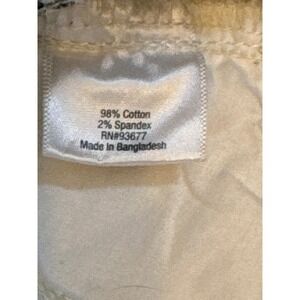 98% Cotton
2% Spandex
RN#93677
Made in Bangladesh